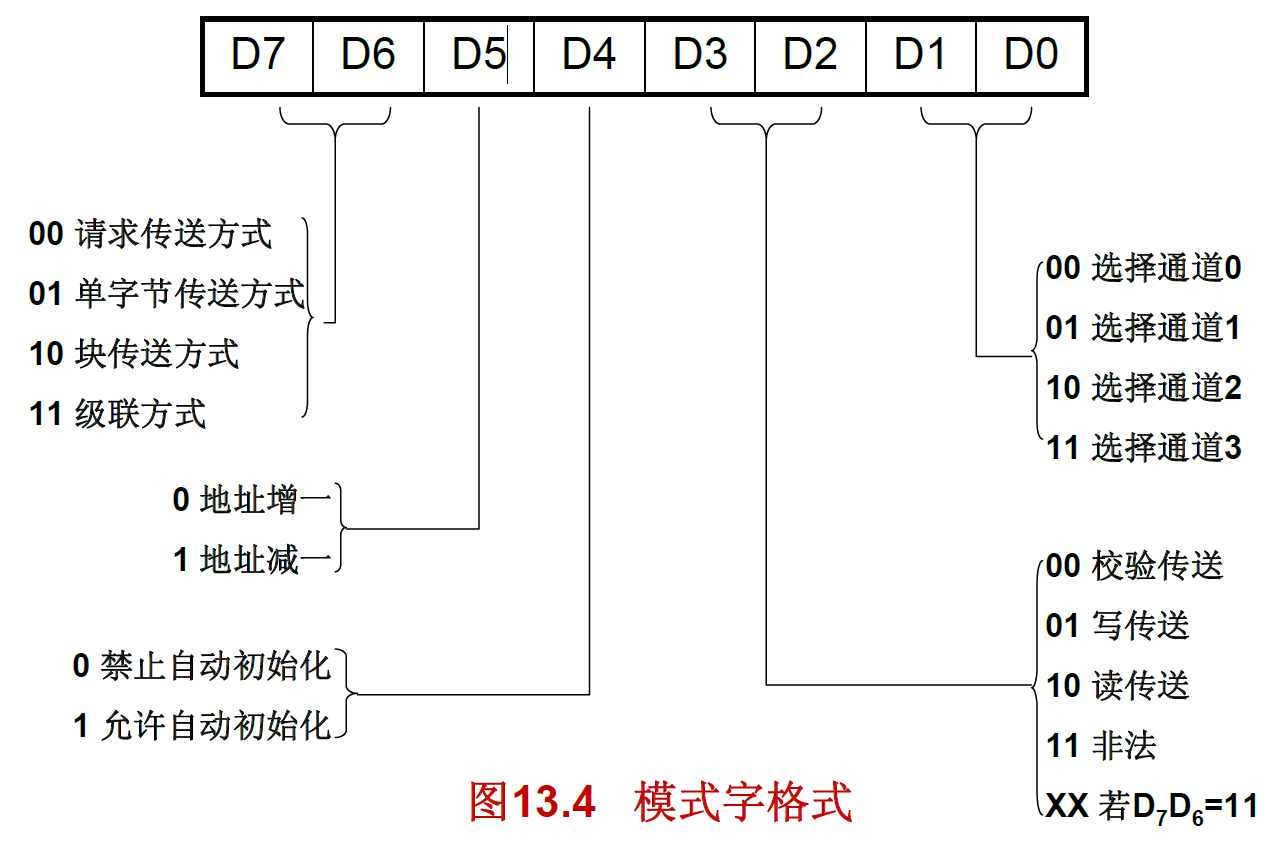 D7 D6 D5 D4 D3 D2 D1 D0
00 请求传送方式
01 单字节传送方式
10 块传送方式
11 级联方式
0 地址增一
1 地址减一
0 禁止自动初始化
1 允许自动初始化
00 选择通道0
01 选择通道1
10 选择通道2
11 选择通道3
00 校验传送
01 写传送
10 读传送
11 非法
XX 若D₇D₆=11
图13.4 模式字格式